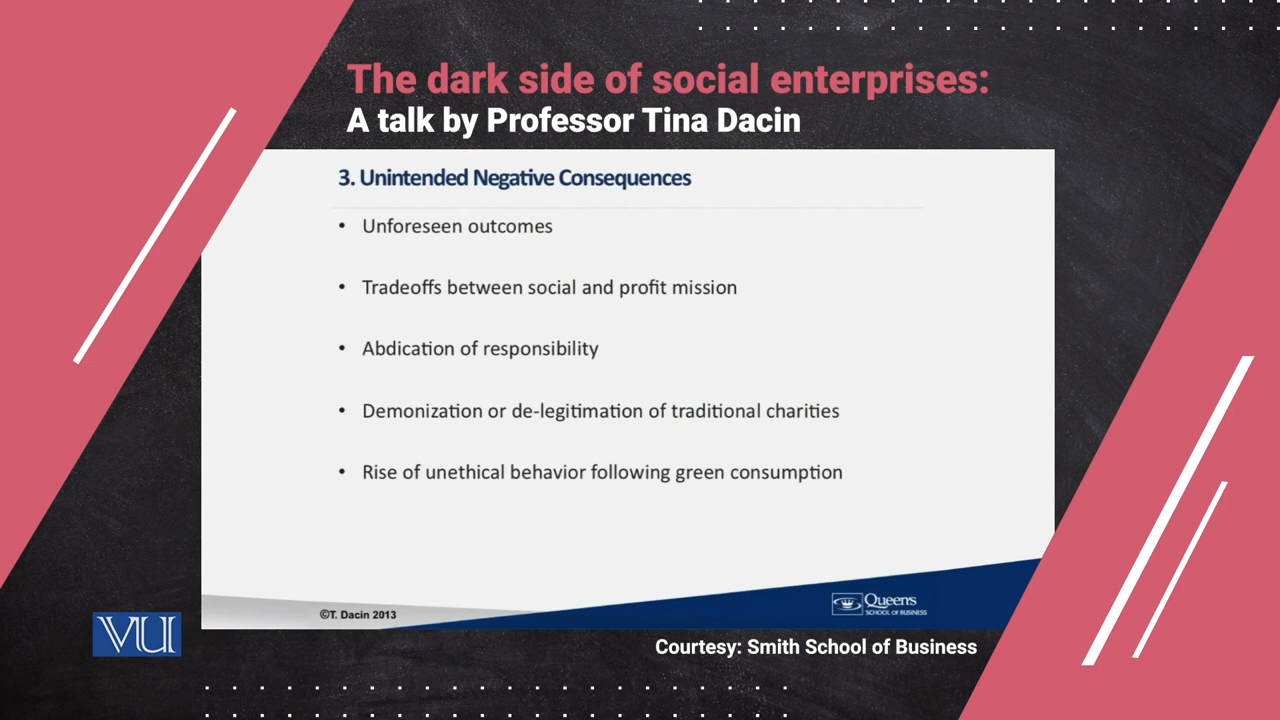 The dark side of social enterprises:
A talk by Professor Tina Dacin
3. Unintended Negative Consequences
• Unforeseen outcomes
• Tradeoffs between social and profit mission
• Abdication of responsibility
• Demonization or de-legitimation of traditional charities
• Rise of unethical behavior following green consumption
©T. Dacin 2013
Queens
SCHOOL OF BUSINESS
VU
Courtesy: Smith School of Business